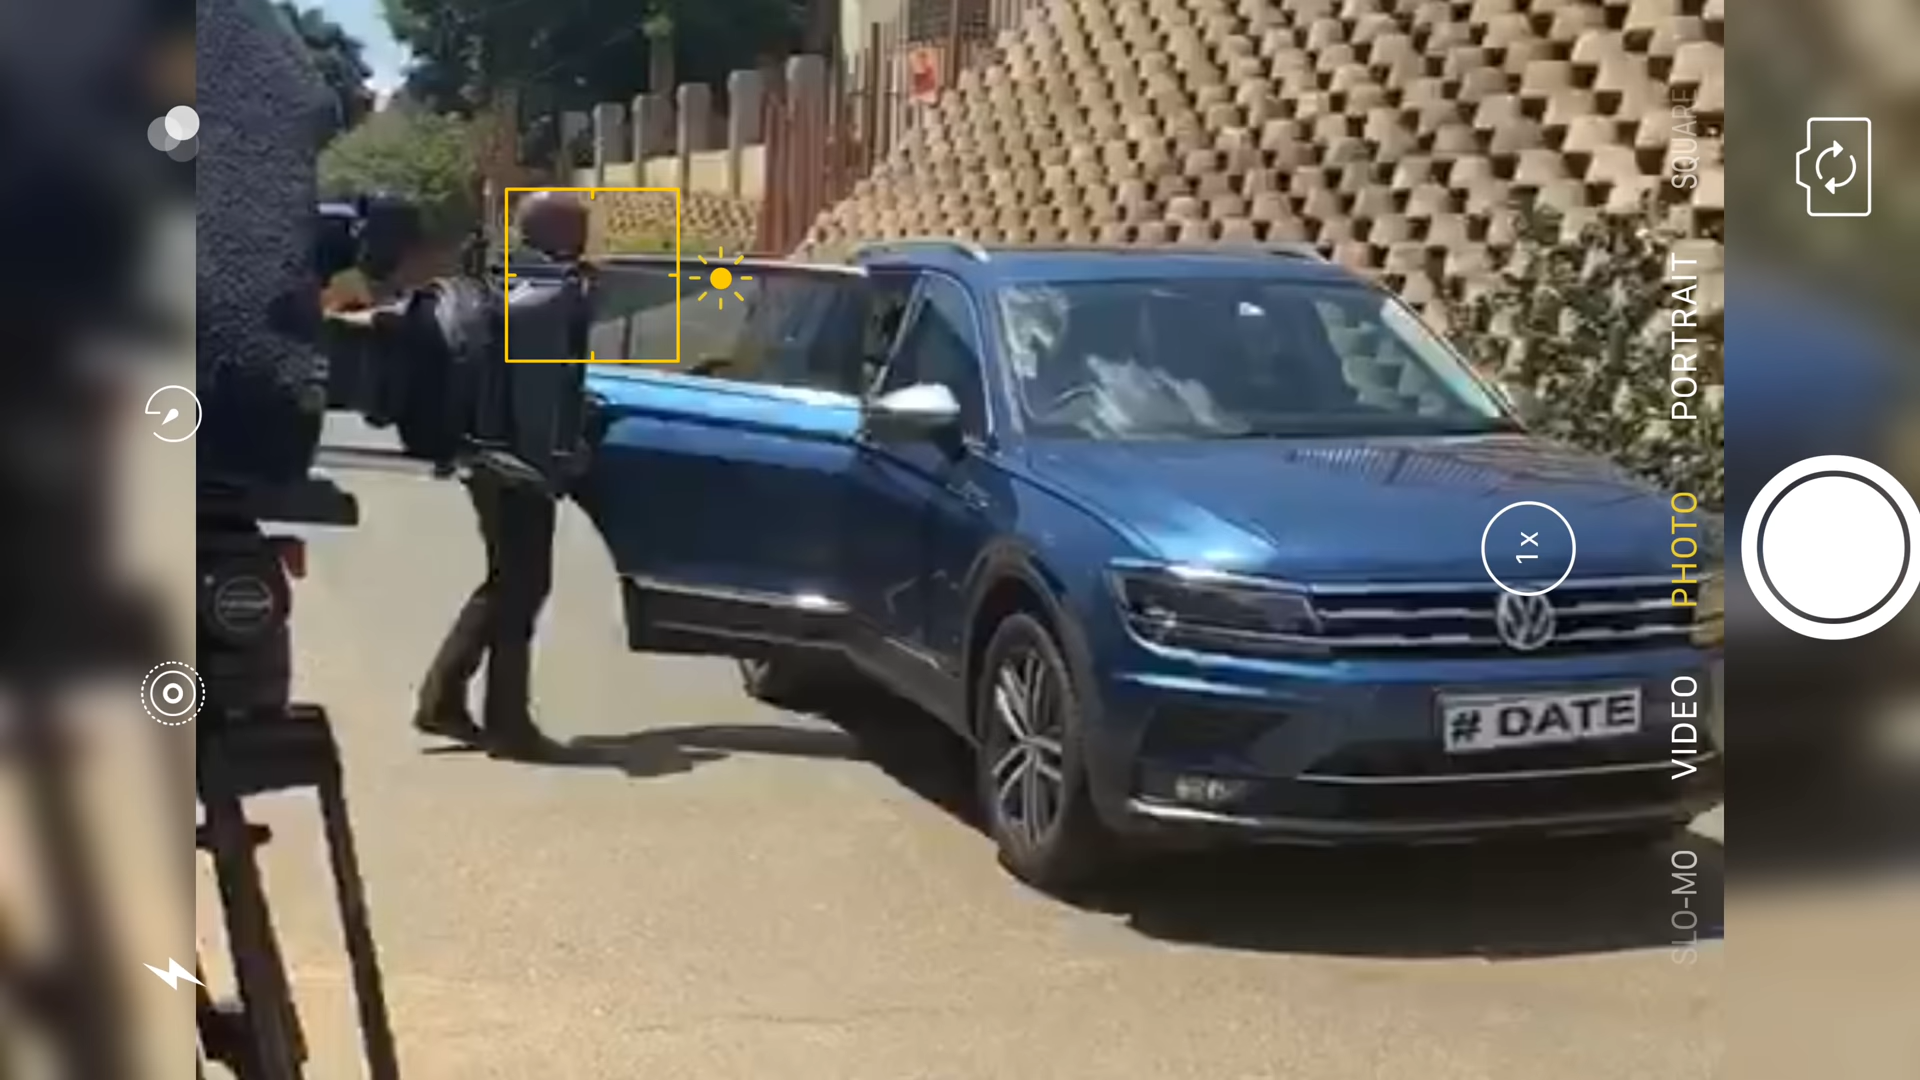 SQUARE
PORTRAIT
1x
PHOTO
VIDEO
SLO-MO
# DATE